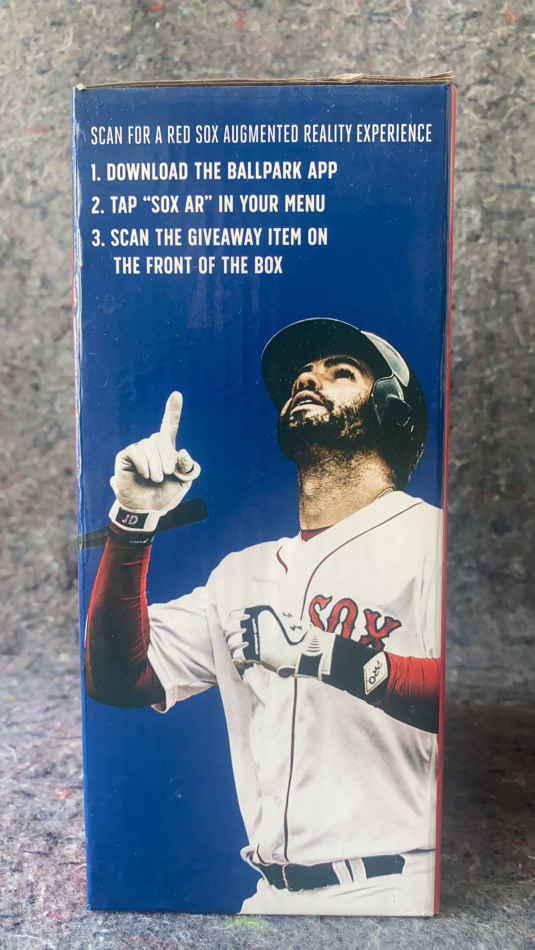 SCAN FOR A RED SOX AUGMENTED REALITY EXPERIENCE
1. DOWNLOAD THE BALLPARK APP
2. TAP “SOX AR” IN YOUR MENU
3. SCAN THE GIVEAWAY ITEM ON
THE FRONT OF THE BOX
JD
SOX